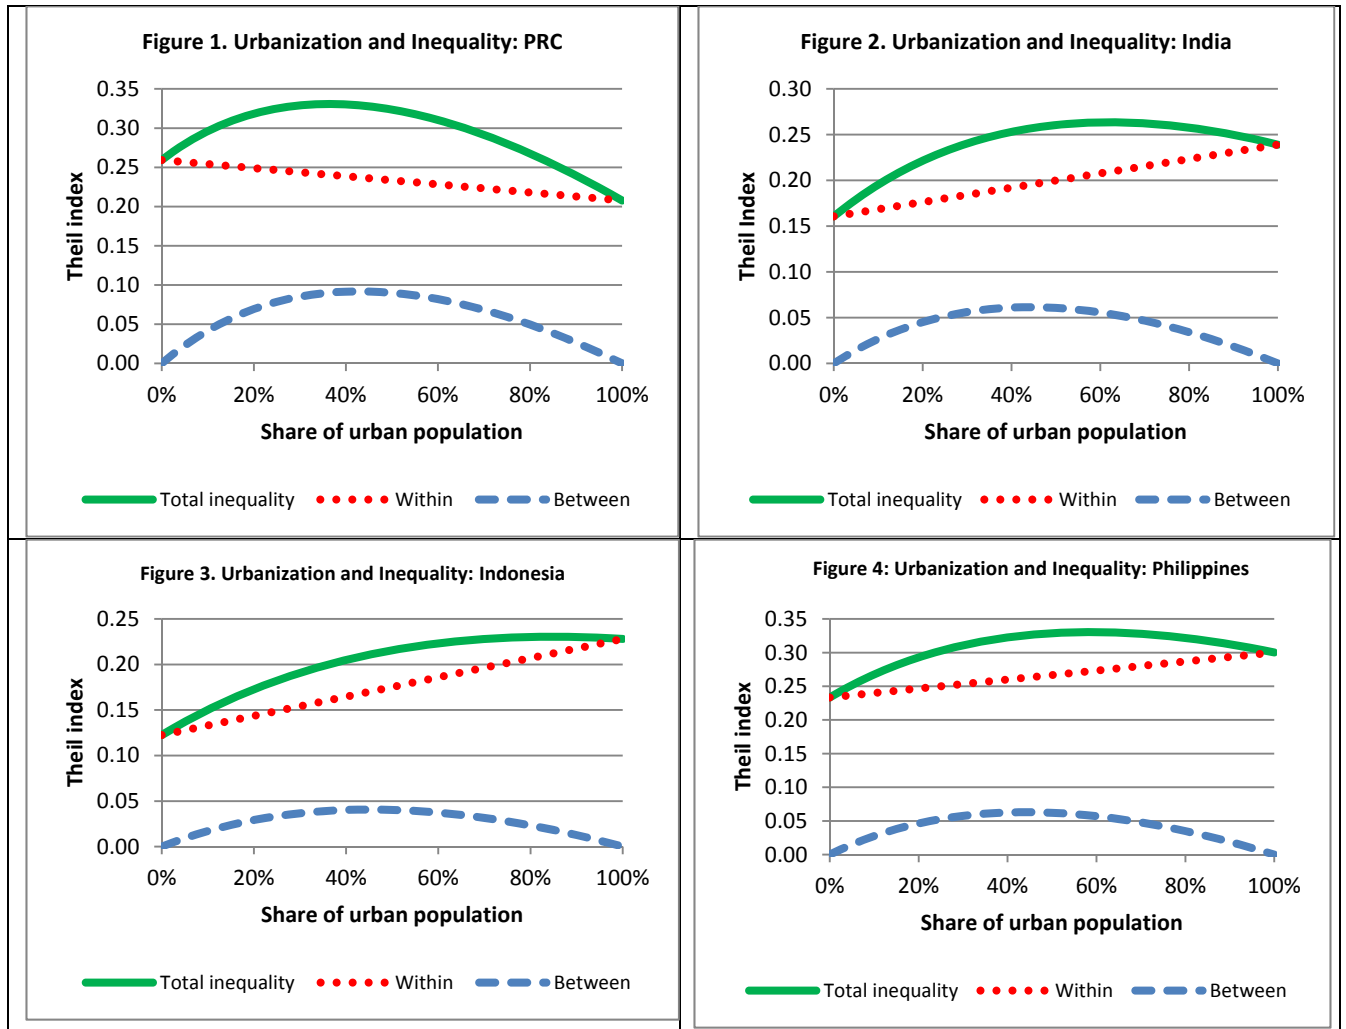 Figure 1. Urbanization and Inequality: PRC
0.35
0.30
0.25
0.20
0.15
0.10
0.05
0.00
Theil index
0% 20% 40% 60% 80% 100%
Share of urban population
Total inequality Within Between
Figure 2. Urbanization and Inequality: India
0.30
0.25
0.20
0.15
0.10
0.05
0.00
Theil Index
0% 20% 40% 60% 80% 100%
Share of urban population
Total inequality Within Between
Figure 3. Urbanization and Inequality: Indonesia
0.25
0.20
0.15
0.10
0.05
0.00
Theil index
0% 20% 40% 60% 80% 100%
Share of urban population
Total inequality Within Between
Figure 4: Urbanization and Inequality: Philippines
0.35
0.30
0.25
0.20
0.15
0.10
0.05
0.00
Theil index
0% 20% 40% 60% 80% 100%
Share of urban population
Total inequality Within Between